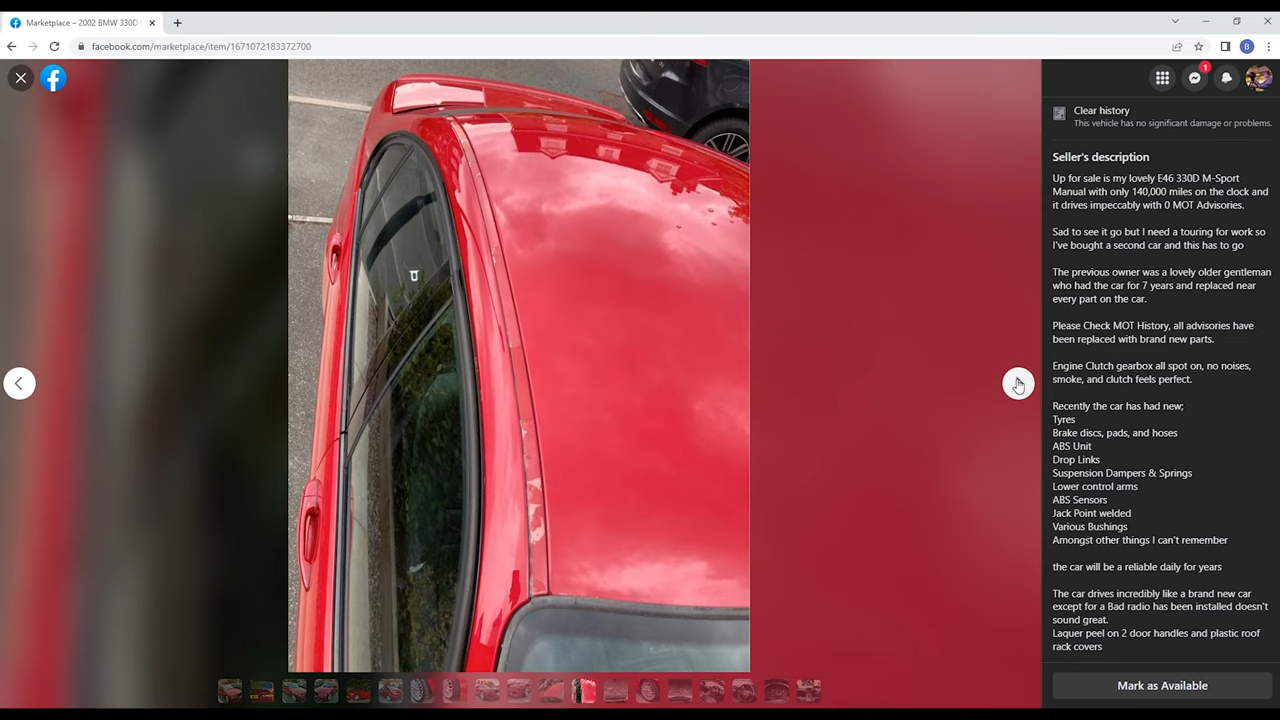 Marketplace – 2002 BMW 330D
facebook.com/marketplace/item/1671072183372700
B
1
Clear history
This vehicle has no significant damage or problems.
Seller's description
Up for sale is my lovely E46 330D M-Sport
Manual with only 140,000 miles on the clock and
it drives impeccably with 0 MOT Advisories.
Sad to see it go but I need a touring for work so
I've bought a second car and this has to go
The previous owner was a lovely older gentleman
who had the car for 7 years and replaced near
every part on the car.
Please Check MOT History, all advisories have
been replaced with brand new parts.
Engine Clutch gearbox all spot on, no noises,
smoke, and clutch feels perfect.
Recently the car has had new;
Tyres
Brake discs, pads, and hoses
ABS Unit
Drop Links
Suspension Dampers & Springs
Lower control arms
ABS Sensors
Jack Point welded
Various Bushings
Amongst other things I can't remember
the car will be a reliable daily for years
The car drives incredibly like a brand new car
except for a Bad radio has been installed doesn't
sound great.
Laquer peel on 2 door handles and plastic roof
rack covers
Mark as Available